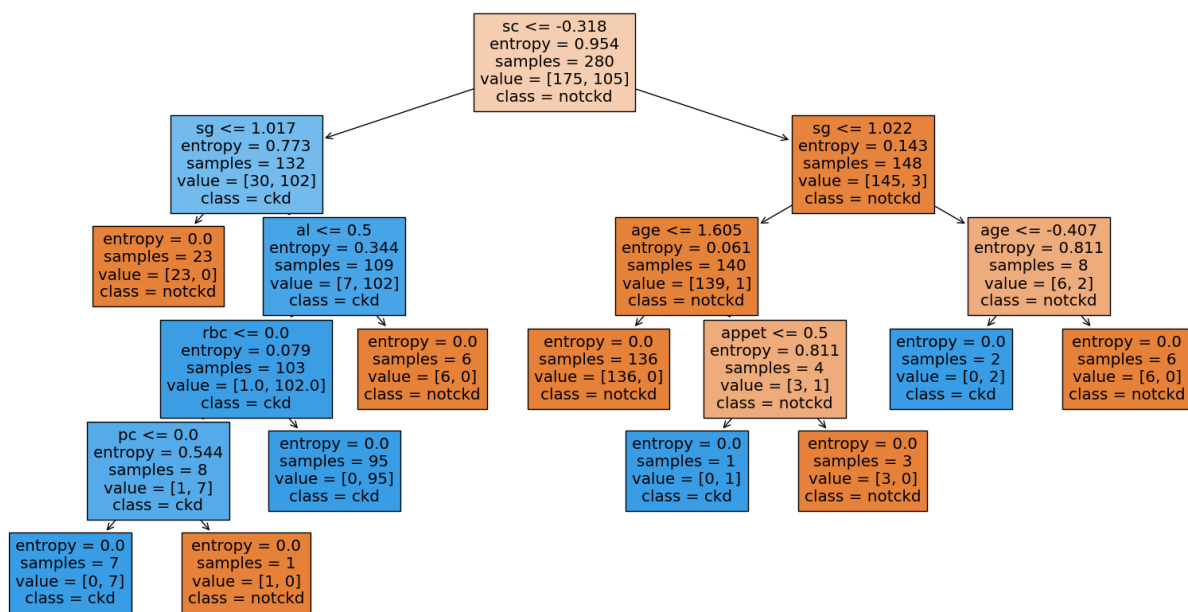 sc <= -0.318
entropy = 0.954
samples = 280
value = [175, 105]
class = notckd
sg <= 1.017
entropy = 0.773
samples = 132
value = [30, 102]
class = ckd
sg <= 1.022
entropy = 0.143
samples = 148
value = [145, 3]
class = notckd
entropy = 0.0
samples = 23
value = [23, 0]
class = notckd
al <= 0.5
entropy = 0.344
samples = 109
value = [7, 102]
class = ckd
age <= 1.605
entropy = 0.061
samples = 140
value = [139, 1]
class = notckd
age <= -0.407
entropy = 0.811
samples = 8
value = [6, 2]
class = notckd
rbc <= 0.0
entropy = 0.079
samples = 103
value = [1.0, 102.0]
class = ckd
entropy = 0.0
samples = 6
value = [6, 0]
class = notckd
entropy = 0.0
samples = 136
value = [136, 0]
class = notckd
appet <= 0.5
entropy = 0.811
samples = 4
value = [3, 1]
class = notckd
entropy = 0.0
samples = 2
value = [0, 2]
class = ckd
entropy = 0.0
samples = 6
value = [6, 0]
class = notckd
pc <= 0.0
entropy = 0.544
samples = 8
value = [1, 7]
class = ckd
entropy = 0.0
samples = 95
value = [0, 95]
class = ckd
entropy = 0.0
samples = 1
value = [0, 1]
class = ckd
entropy = 0.0
samples = 3
value = [3, 0]
class = notckd
entropy = 0.0
samples = 7
value = [0, 7]
class = ckd
entropy = 0.0
samples = 1
value = [1, 0]
class = notckd